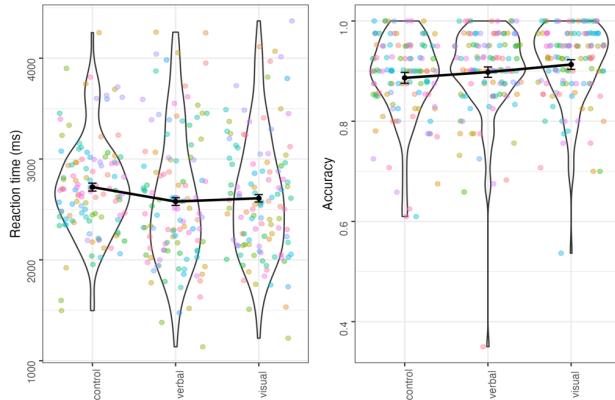 Reaction time (ms)
4000
3000
2000
1000
control
verbal
visual
Accuracy
1.0
0.8
0.6
0.4
control
verbal
visual